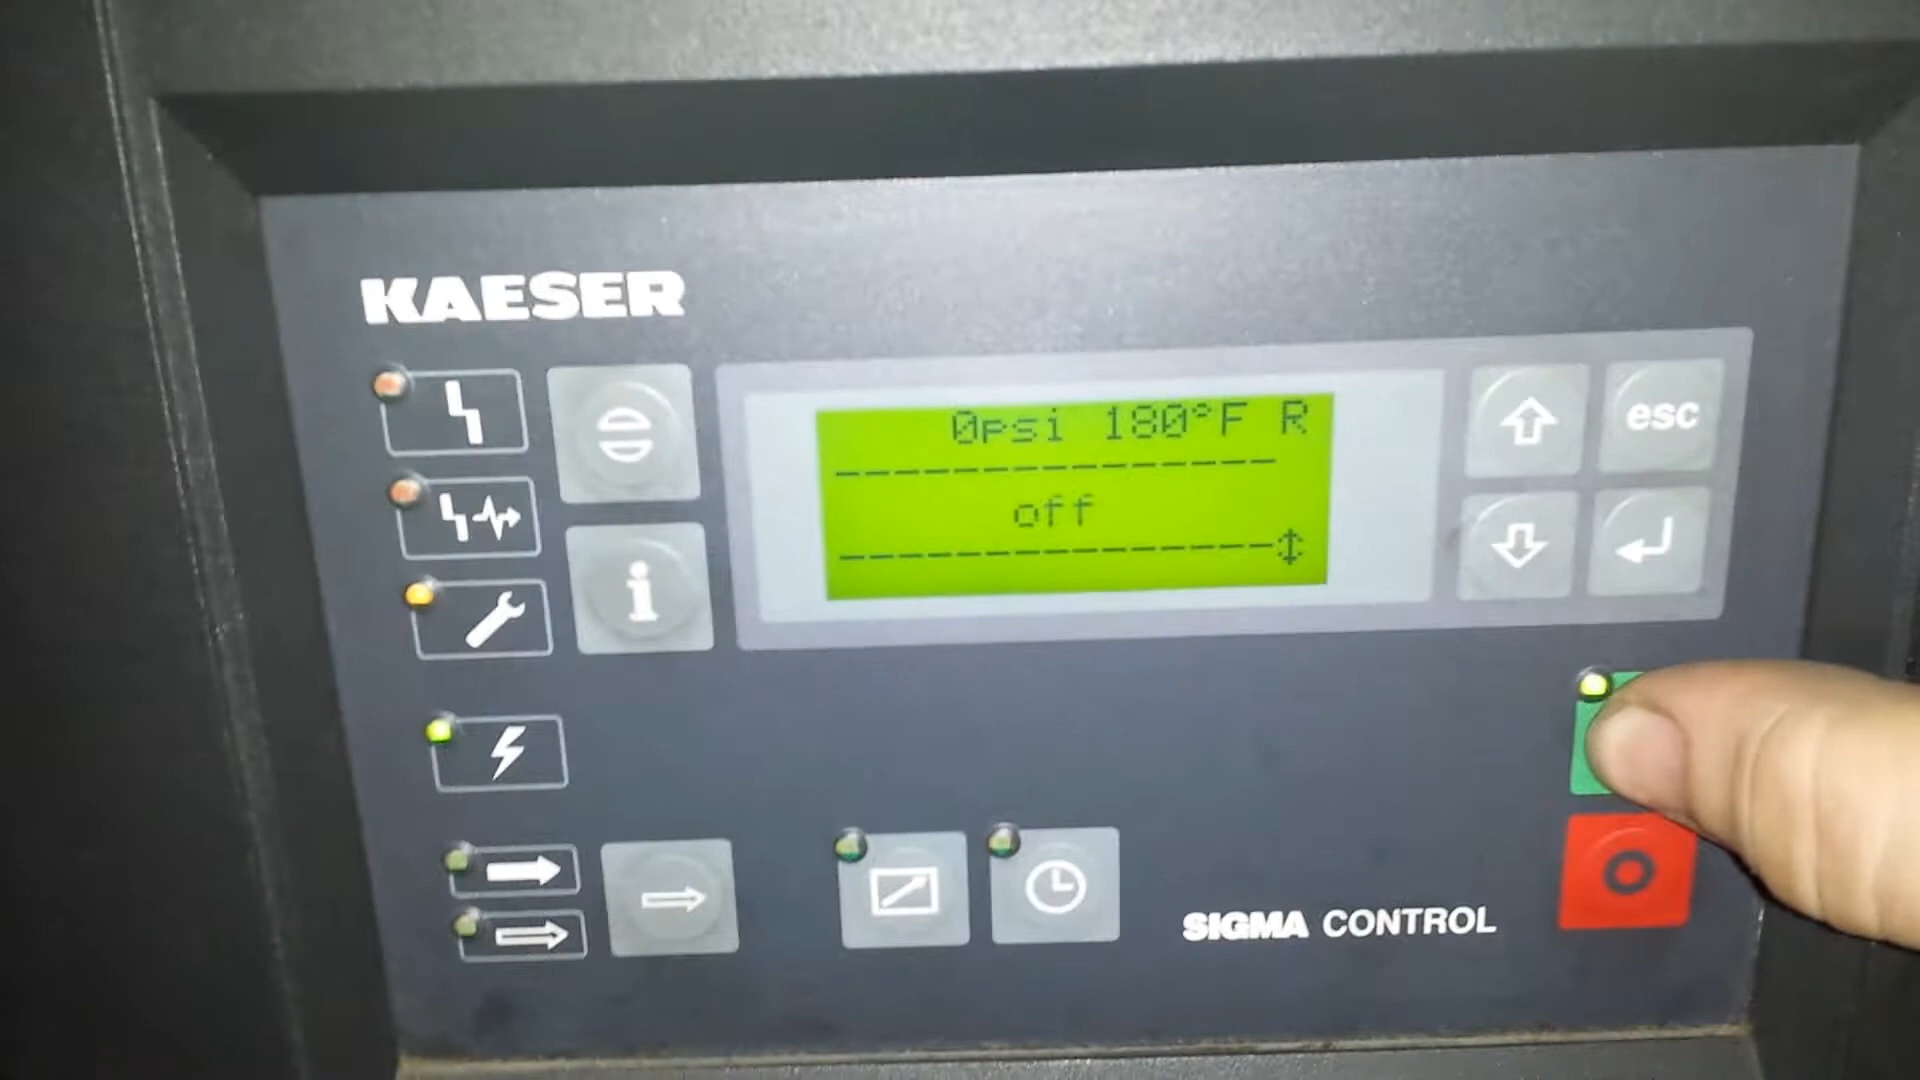 KAESER
0psi 180°F R
off
esc
i
SIGMA CONTROL